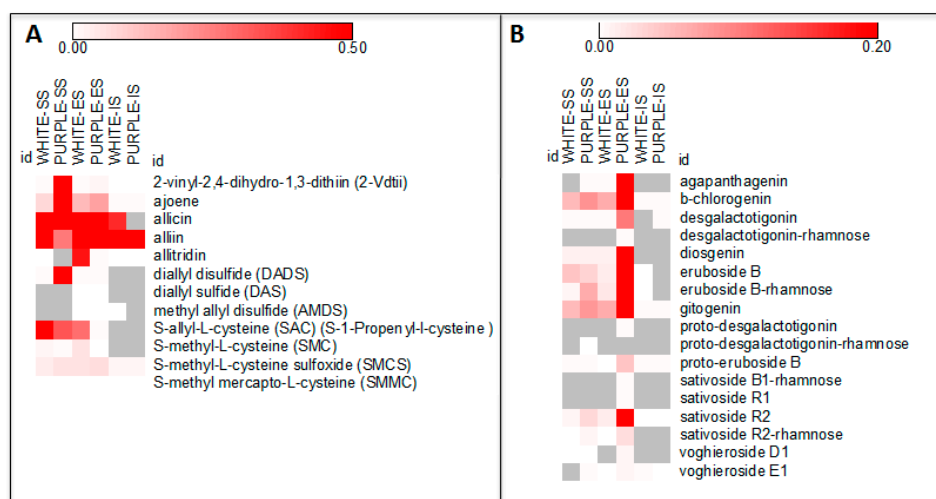 A
0.00
0.50
WHITE-SS
PURPLE-SS
WHITE-ES
PURPLE-ES
WHITE-IS
PURPLE-IS
id
id
2-vinyl-2,4-dihydro-1,3-dithiin (2-Vdtii)
ajoene
allicin
alliin
allitridin
diallyl disulfide (DADS)
diallyl sulfide (DAS)
methyl allyl disulfide (AMDS)
S-allyl-L-cysteine (SAC) (S-1-Propenyl-l-cysteine )
S-methyl-L-cysteine (SMC)
S-methyl-L-cysteine sulfoxide (SMCS)
S-methyl mercapto-L-cysteine (SMMC)
B
0.00
0.20
WHITE-SS
PURPLE-SS
WHITE-ES
PURPLE-ES
WHITE-IS
PURPLE-IS
id
id
agapanthagenin
b-chlorogenin
desgalactotigonin
desgalactotigonin-rhamnose
diosgenin
eruboside B
eruboside B-rhamnose
gitogenin
proto-desgalactotigonin
proto-desgalactotigonin-rhamnose
proto-eruboside B
sativoside B1-rhamnose
sativoside R1
sativoside R2
sativoside R2-rhamnose
voghieroside D1
voghieroside E1